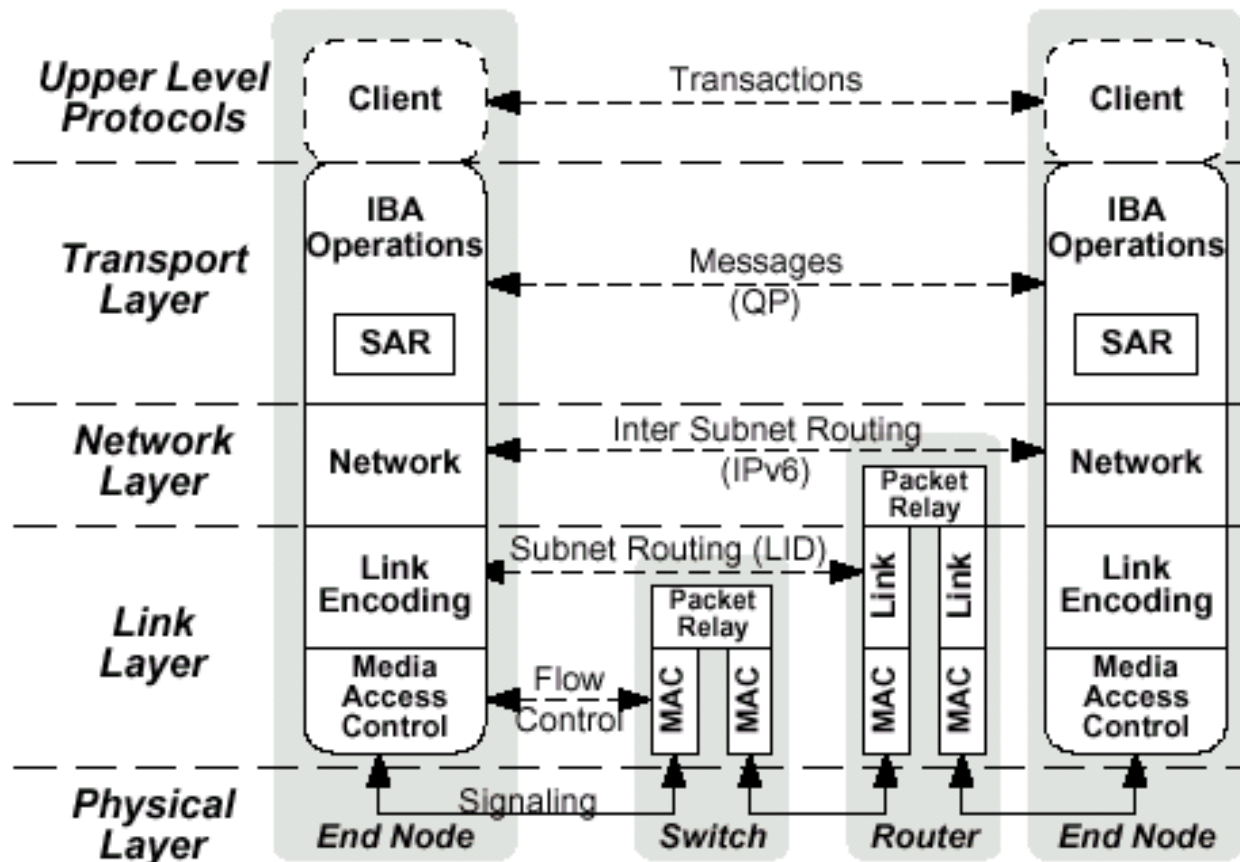 Upper Level
Protocols
Client
Transactions
Client
Transport
Layer
IBA
Operations
SAR
Messages
(QP)
IBA
Operations
SAR
Network
Layer
Network
Inter Subnet Routing
(IPv6)
Network
Packet
Relay
Link
Layer
Link
Encoding
Subnet Routing (LID)
Link
Link
Link
Encoding
Packet
Relay
Media
Access
Control
Flow
Control
MAC
MAC
MAC
MAC
Media
Access
Control
Physical
Layer
Signaling
End Node
Switch
Router
End Node